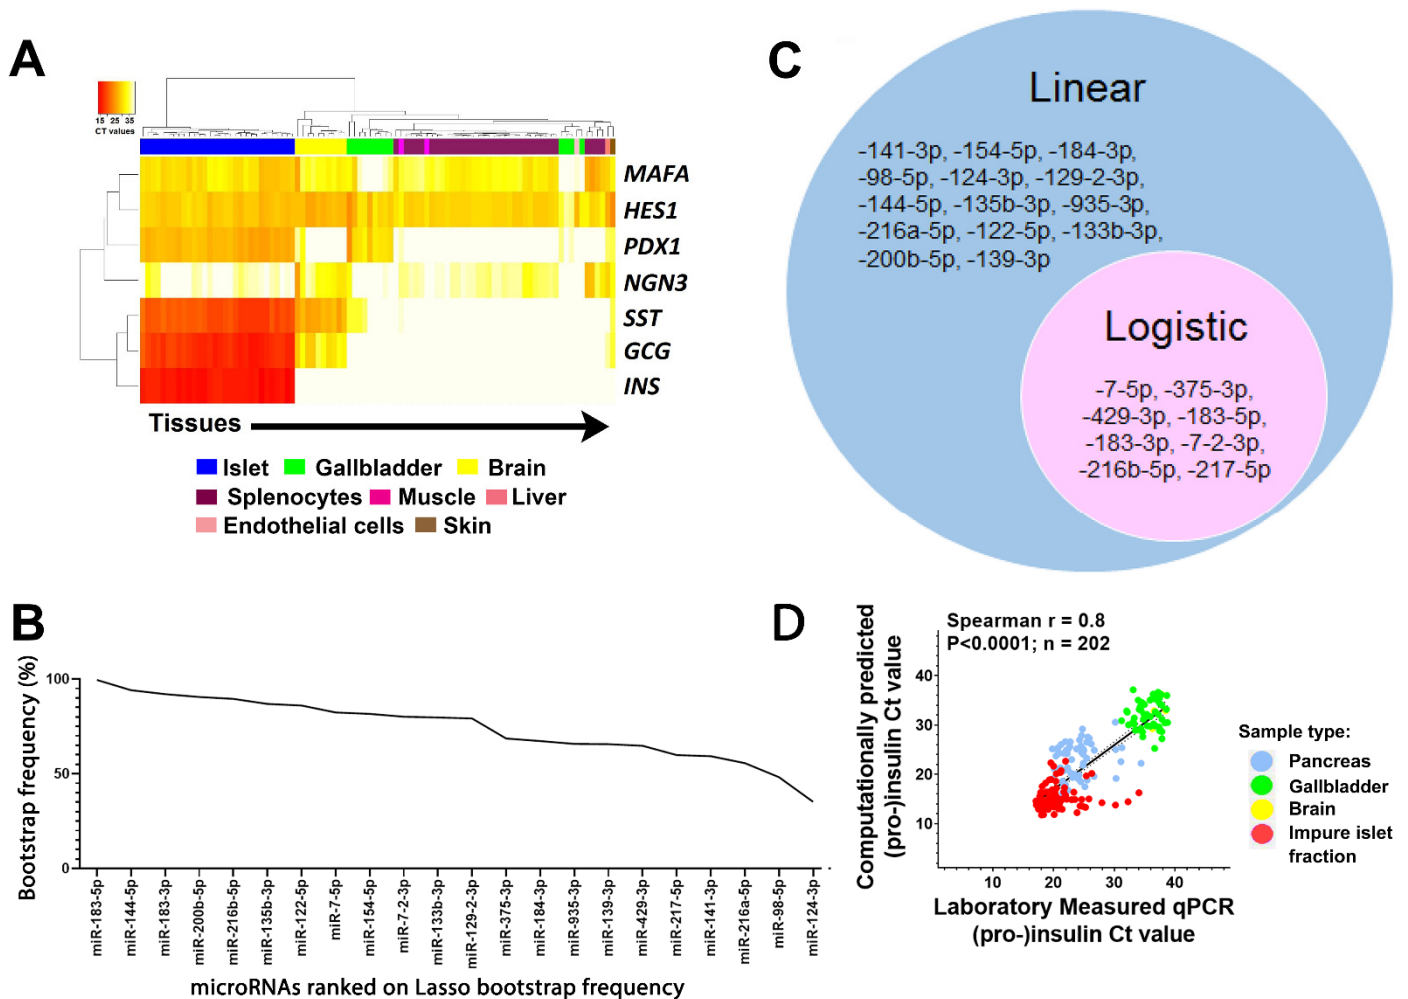 A
15 25 35
CT values
MAFA
HES1
PDX1
NGN3
SST
GCG
INS
Tissues
Islet Gallbladder Brain
Splenocytes Muscle Liver
Endothelial cells Skin
B
Bootstrap frequency (%)
100
50
0
miR-183-5p
miR-144-5p
miR-183-3p
miR-200b-5p
miR-216b-5p
miR-135b-3p
miR-122-5p
miR-7-5p
miR-154-5p
miR-7-2-3p
miR-133b-3p
miR-129-2-3p
miR-375-3p
miR-184-3p
miR-935-3p
miR-139-3p
miR-429-3p
miR-217-5p
miR-141-3p
miR-216a-5p
miR-98-5p
miR-124-3p
microRNAs ranked on Lasso bootstrap frequency
C
Linear
-141-3p, -154-5p, -184-3p,
-98-5p, -124-3p, -129-2-3p,
-144-5p, -135b-3p, -935-3p,
-216a-5p, -122-5p, -133b-3p,
-200b-5p, -139-3p
Logistic
-7-5p, -375-3p,
-429-3p, -183-5p,
-183-3p, -7-2-3p,
-216b-5p, -217-5p
D
Spearman r = 0.8
P<0.0001; n = 202
Computationally predicted
(pro-)insulin Ct value
40
30
20
10
10 20 30 40
Laboratory Measured qPCR
(pro-)insulin Ct value
Sample type:
Pancreas
Gallbladder
Brain
Impure islet
fraction